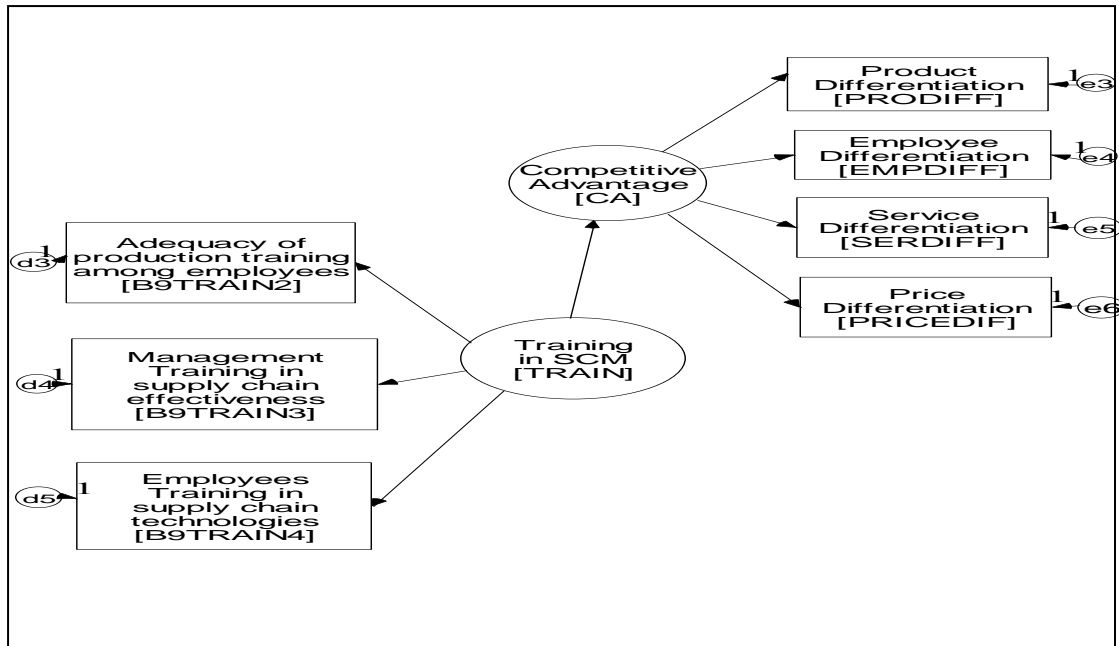 Product
Differentiation
[PRODIFF]
1
e3
Employee
Differentiation
[EMPDIFF]
1
e4
Competitive
Advantage
[CA]
Service
Differentiation
[SERDIFF]
1
e5
Adequacy of
production training
among employees
[B9TRAIN2]
1
d3
Price
Differentiation
[PRICEDIF]
1
e6
Training
in SCM
[TRAIN]
Management
Training in
supply chain
effectiveness
[B9TRAIN3]
1
d4
Employees
Training in
supply chain
technologies
[B9TRAIN4]
1
d5